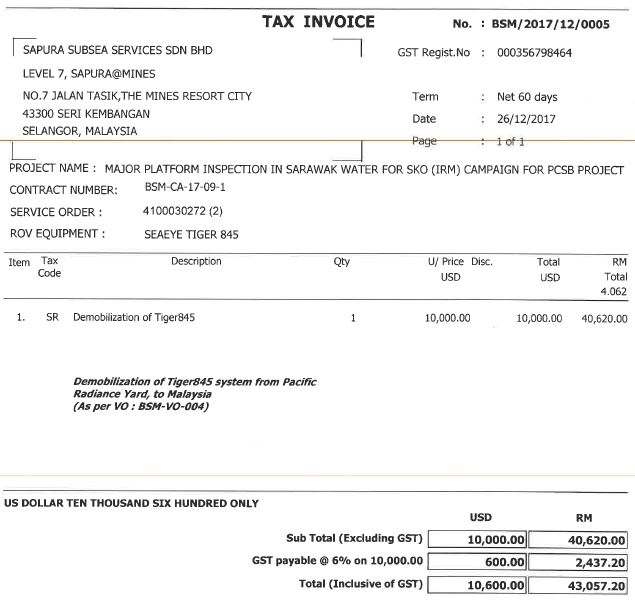 TAX INVOICE
No. : BSM/2017/12/0005
SAPURA SUBSEA SERVICES SDN BHD
GST Regist.No : 000356798464
LEVEL 7, SAPURA@MINES
NO.7 JALAN TASIK,THE MINES RESORT CITY
Term : Net 60 days
43300 SERI KEMBANGAN
Date : 26/12/2017
SELANGOR, MALAYSIA
Page : 1 of 1
PROJECT NAME : MAJOR PLATFORM INSPECTION IN SARAWAK WATER FOR SKO (IRM) CAMPAIGN FOR PCSB PROJECT
CONTRACT NUMBER: BSM-CA-17-09-1
SERVICE ORDER : 4100030272 (2)
ROV EQUIPMENT : SEAEYE TIGER 845
Item Tax Description Qty U/ Price Disc. Total RM
Code USD USD Total
4.062
1. SR Demobilization of Tiger845 1 10,000.00 10,000.00 40,620.00
Demobilization of Tiger845 system from Pacific
Radiance Yard, to Malaysia
(As per VO : BSM-VO-004)
US DOLLAR TEN THOUSAND SIX HUNDRED ONLY
USD RM
Sub Total (Excluding GST) 10,000.00 40,620.00
GST payable @ 6% on 10,000.00 600.00 2,437.20
Total (Inclusive of GST) 10,600.00 43,057.20